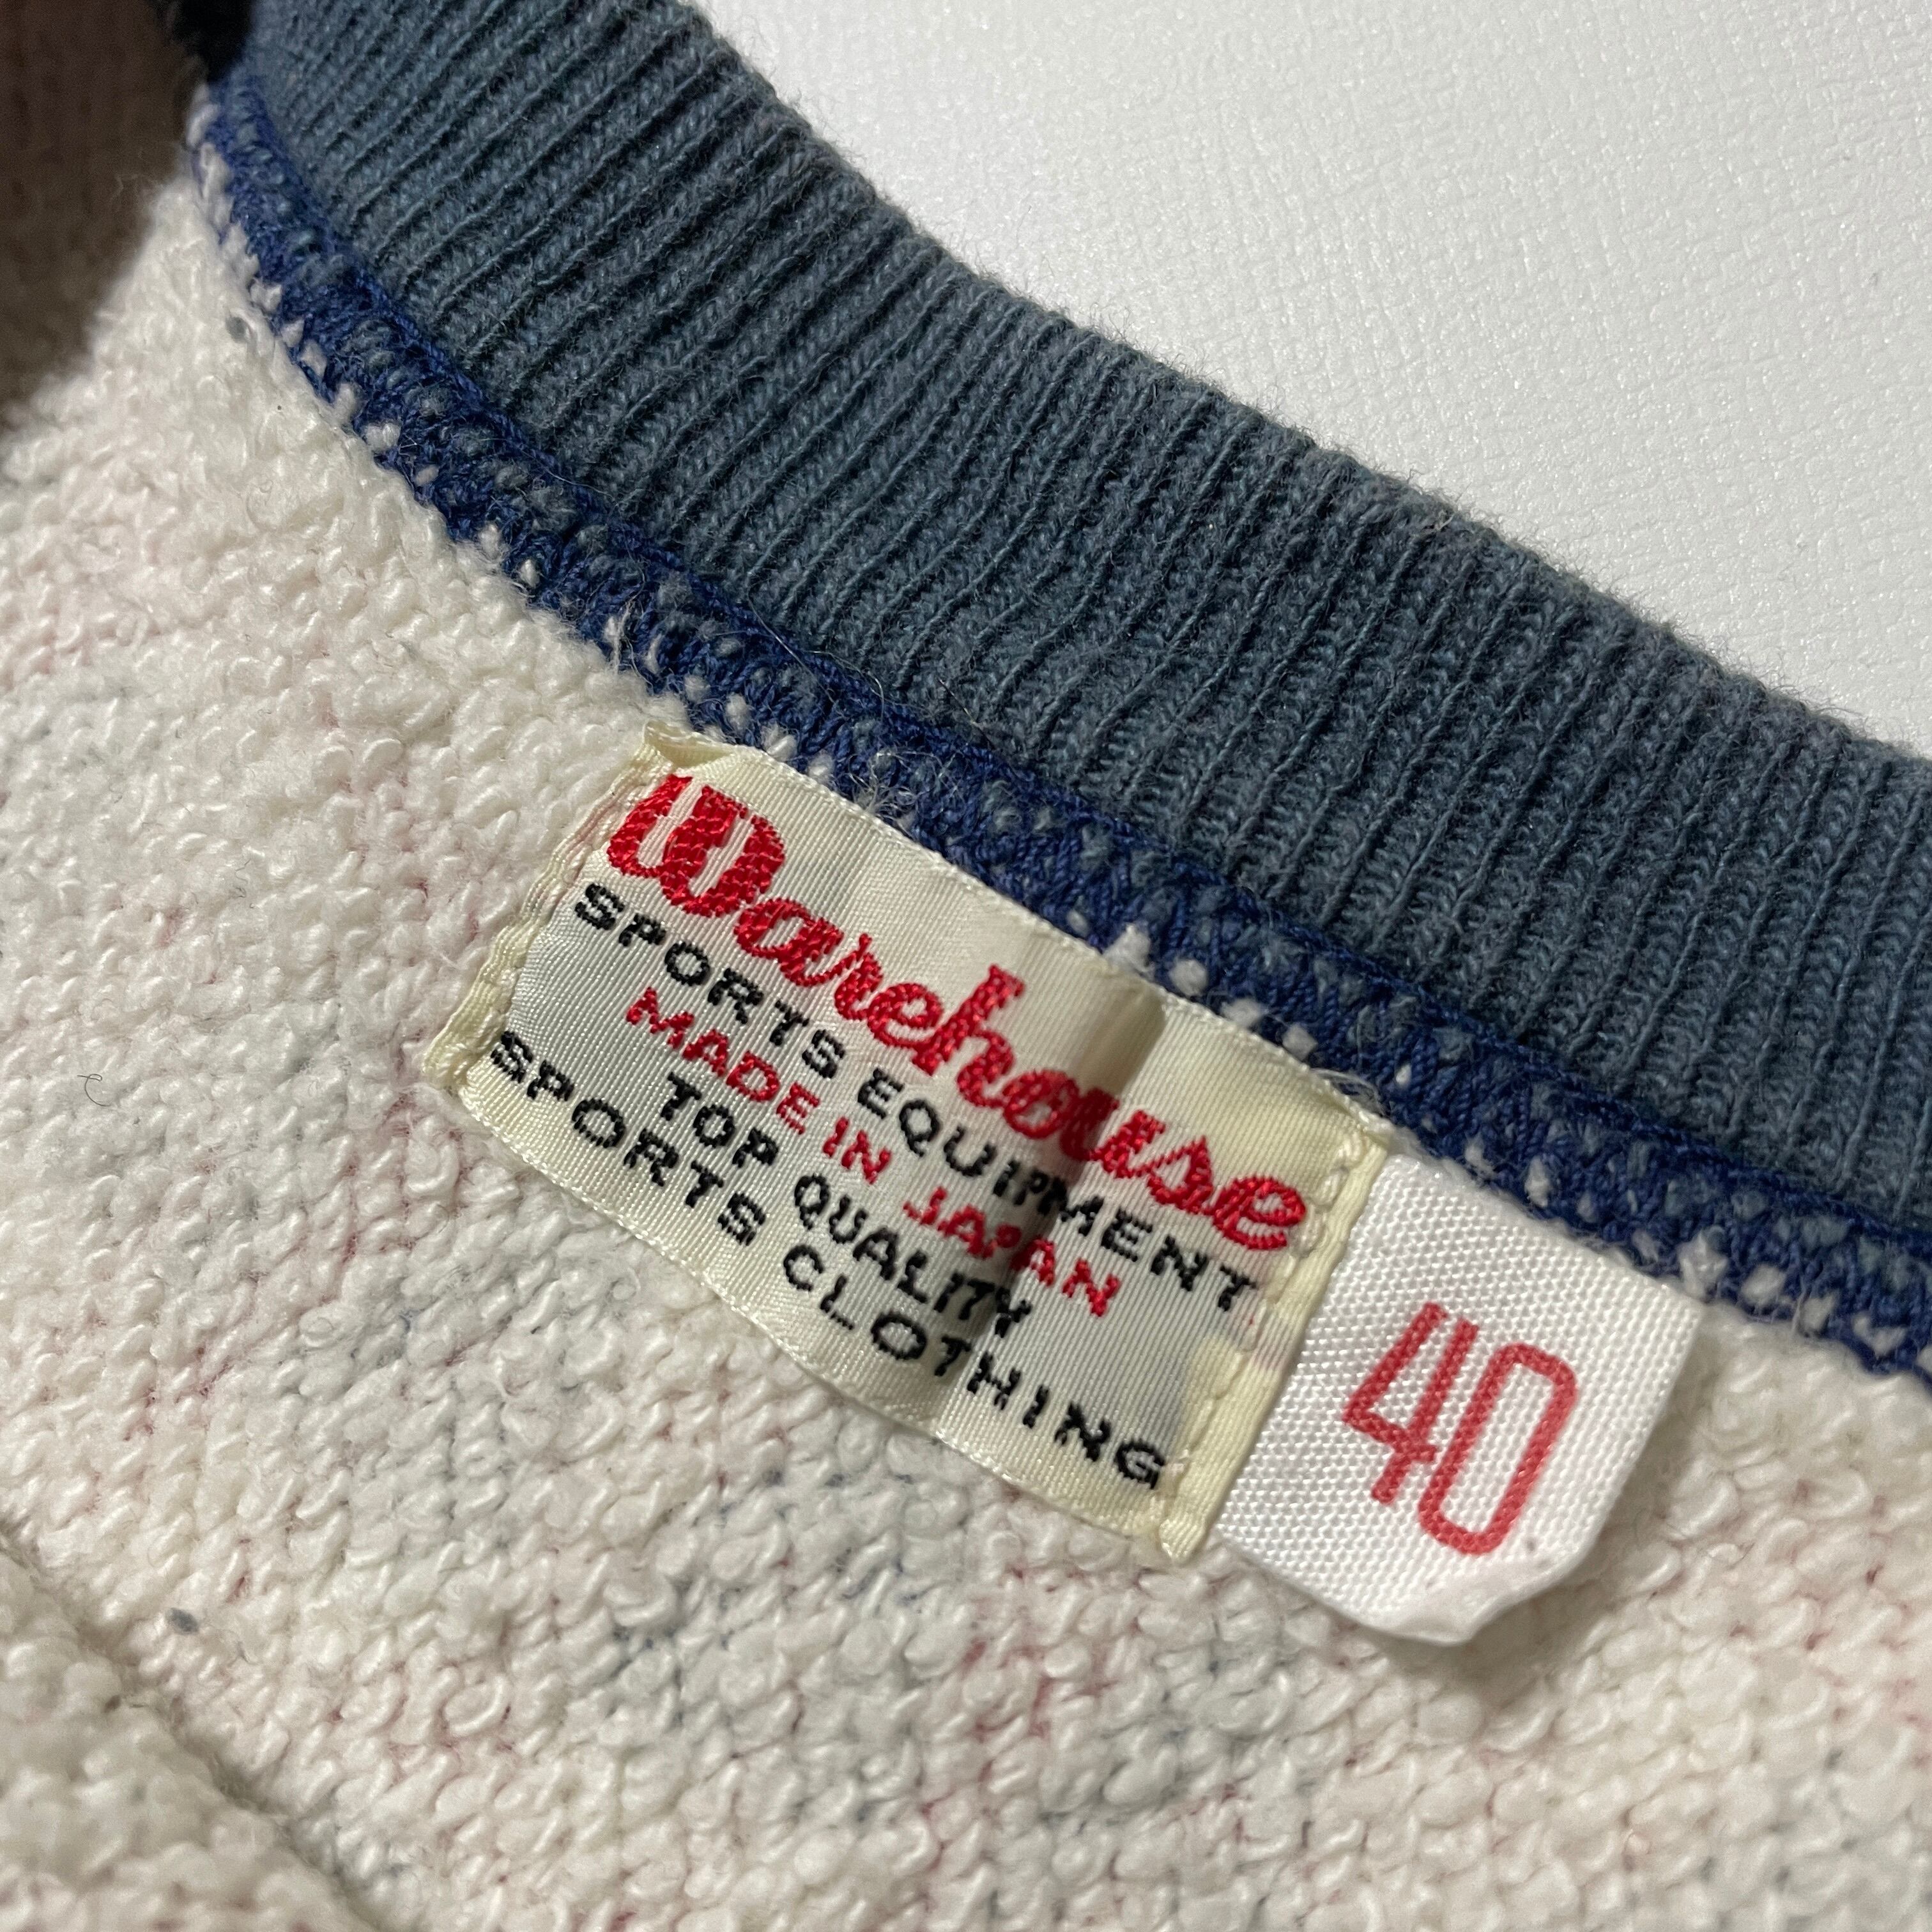 Warehouse
SPORTS EQUIPMENT
MADE IN JAPAN
TOP QUALITY
SPORTS CLOTHING
40